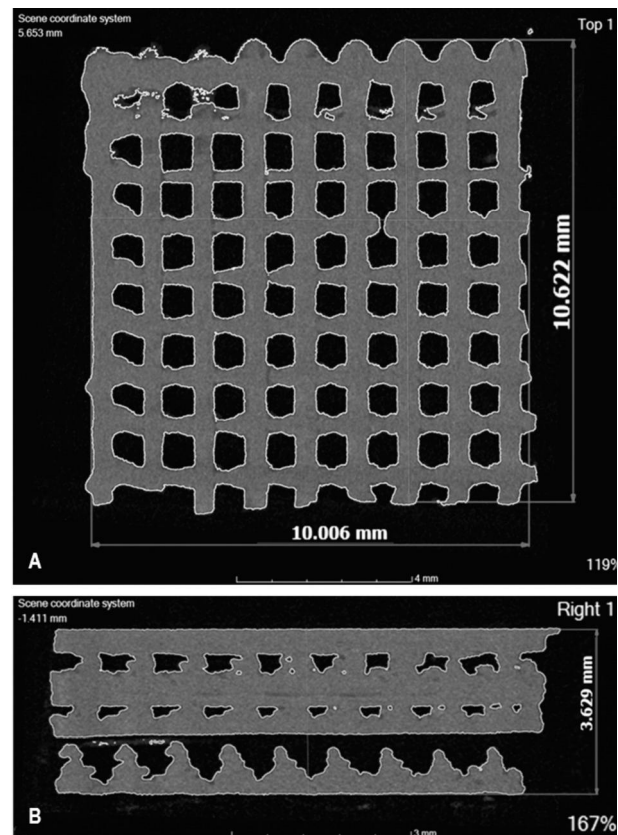 Scene coordinate system
5.653 mm
Top 1
10.622 mm
10.006 mm
A
119%
4 mm
Scene coordinate system
-1.411 mm
Right 1
3.629 mm
B
3 mm
167%